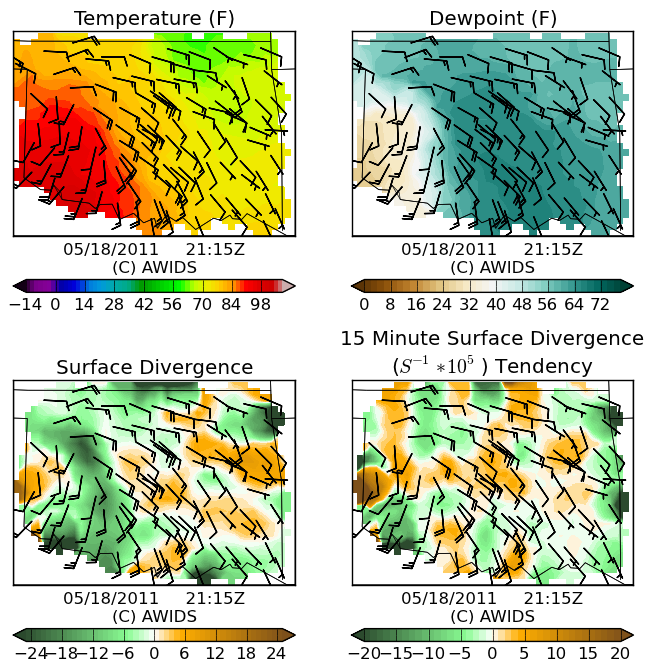 Temperature (F)
Dewpoint (F)
05/18/2011 21:15Z
(C) AWIDS
−14 0 14 28 42 56 70 84 98
05/18/2011 21:15Z
(C) AWIDS
0 8 16 24 32 40 48 56 64 72
Surface Divergence
15 Minute Surface Divergence
(S⁻¹ *10⁵ ) Tendency
05/18/2011 21:15Z
(C) AWIDS
−24 −18 −12 −6 0 6 12 18 24
05/18/2011 21:15Z
(C) AWIDS
−20 −15 −10 −5 0 5 10 15 20